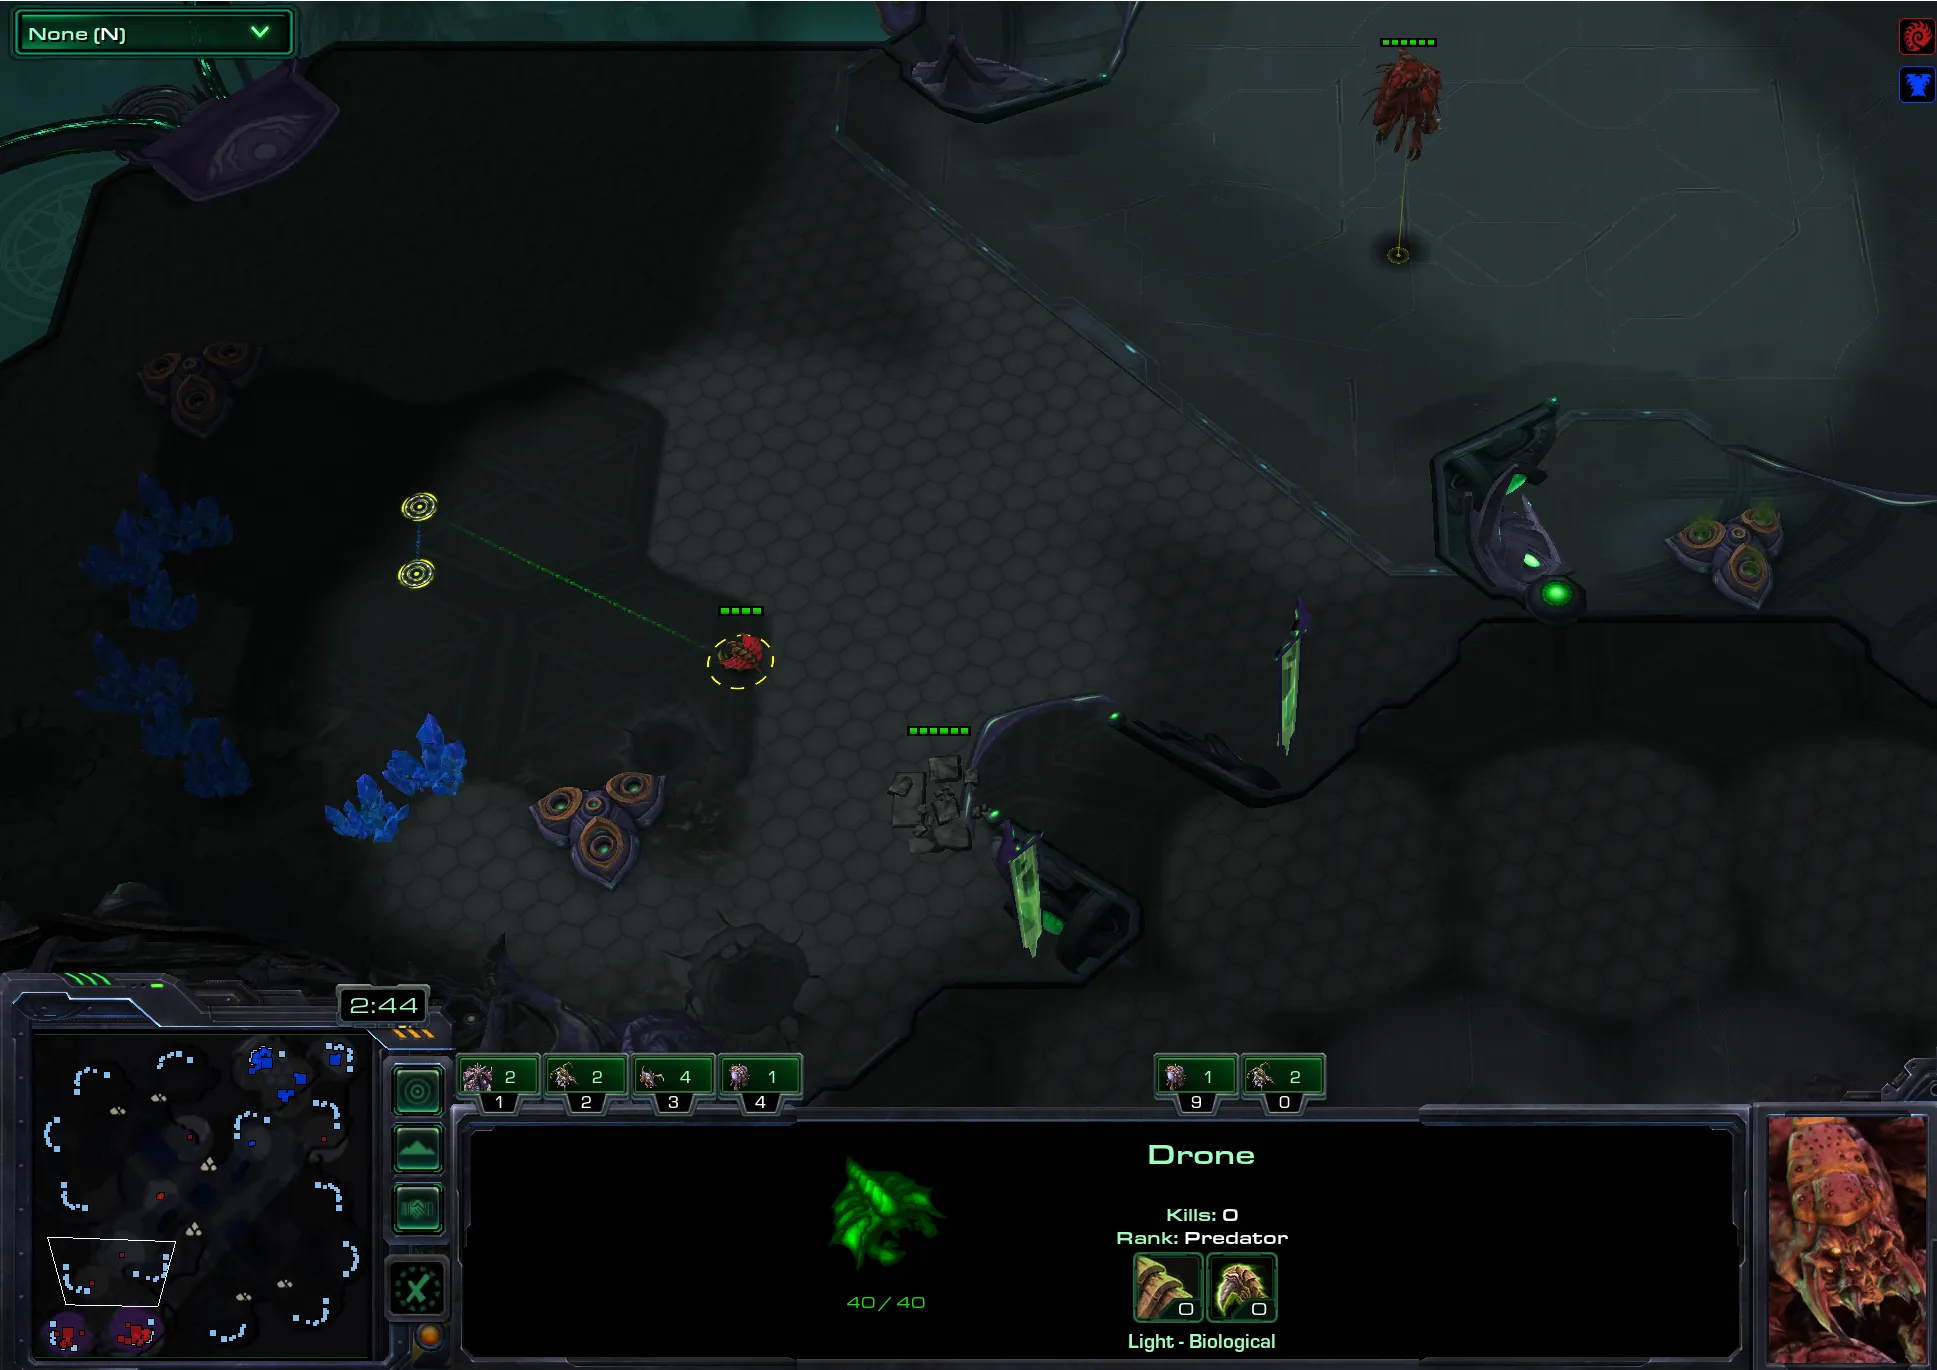 None (N)
2:44
2 2 4 1 1 2
1 2 3 4 9 0
Drone
Kills: 0
Rank: Predator
0 0
40/40
Light - Biological